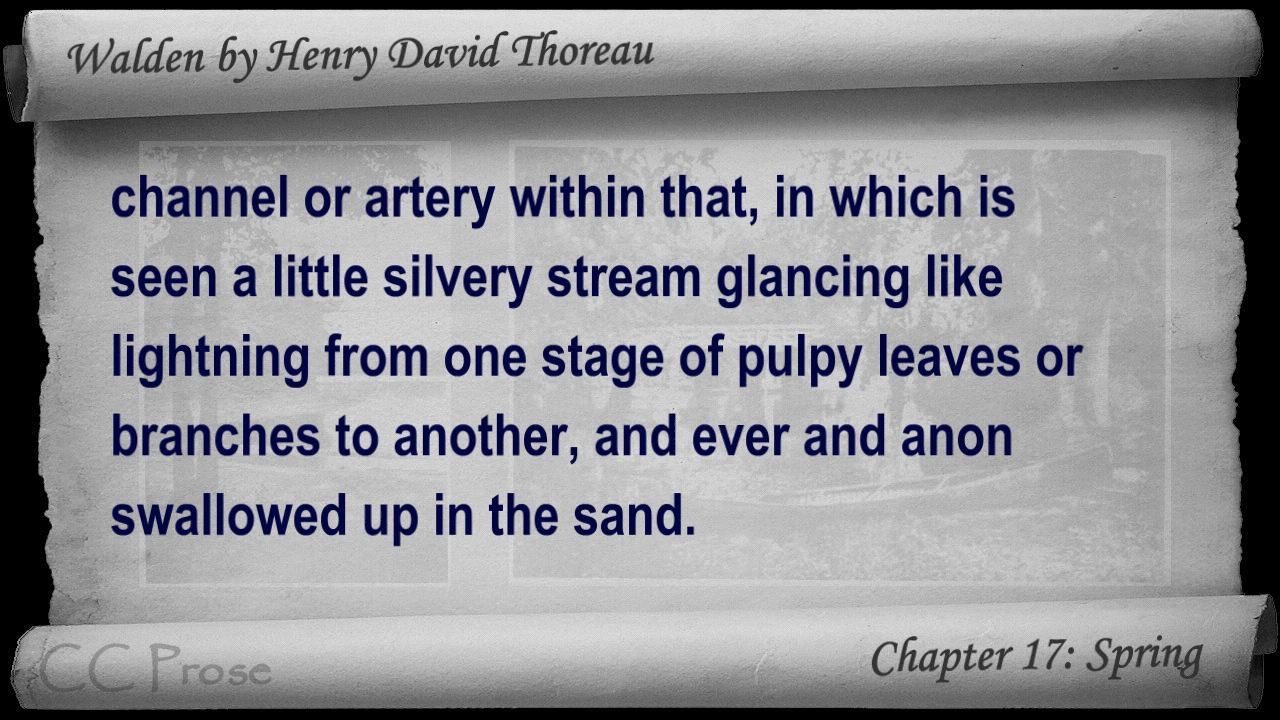 Walden by Henry David Thoreau
channel or artery within that, in which is
seen a little silvery stream glancing like
lightning from one stage of pulpy leaves or
branches to another, and ever and anon
swallowed up in the sand.
CC Prose
Chapter 17: Spring